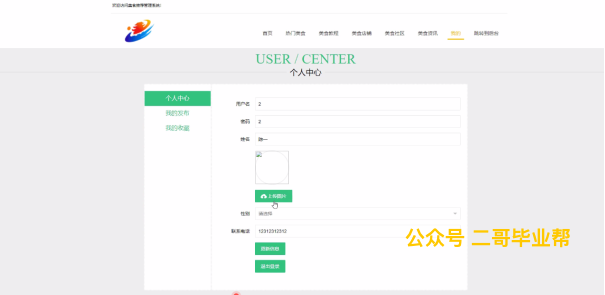 欢迎访问美食推荐管理系统!
首页 热门美食 美食教程 美食店铺 美食社区 美食资讯 我的 跳转到后台
USER / CENTER
个人中心
个人中心
我的发布
我的收藏
用户名 2
密码 2
姓名
上传图片
性别 请选择
联系电话 12312312312
公众号 二哥毕业帮
更新信息
退出登录